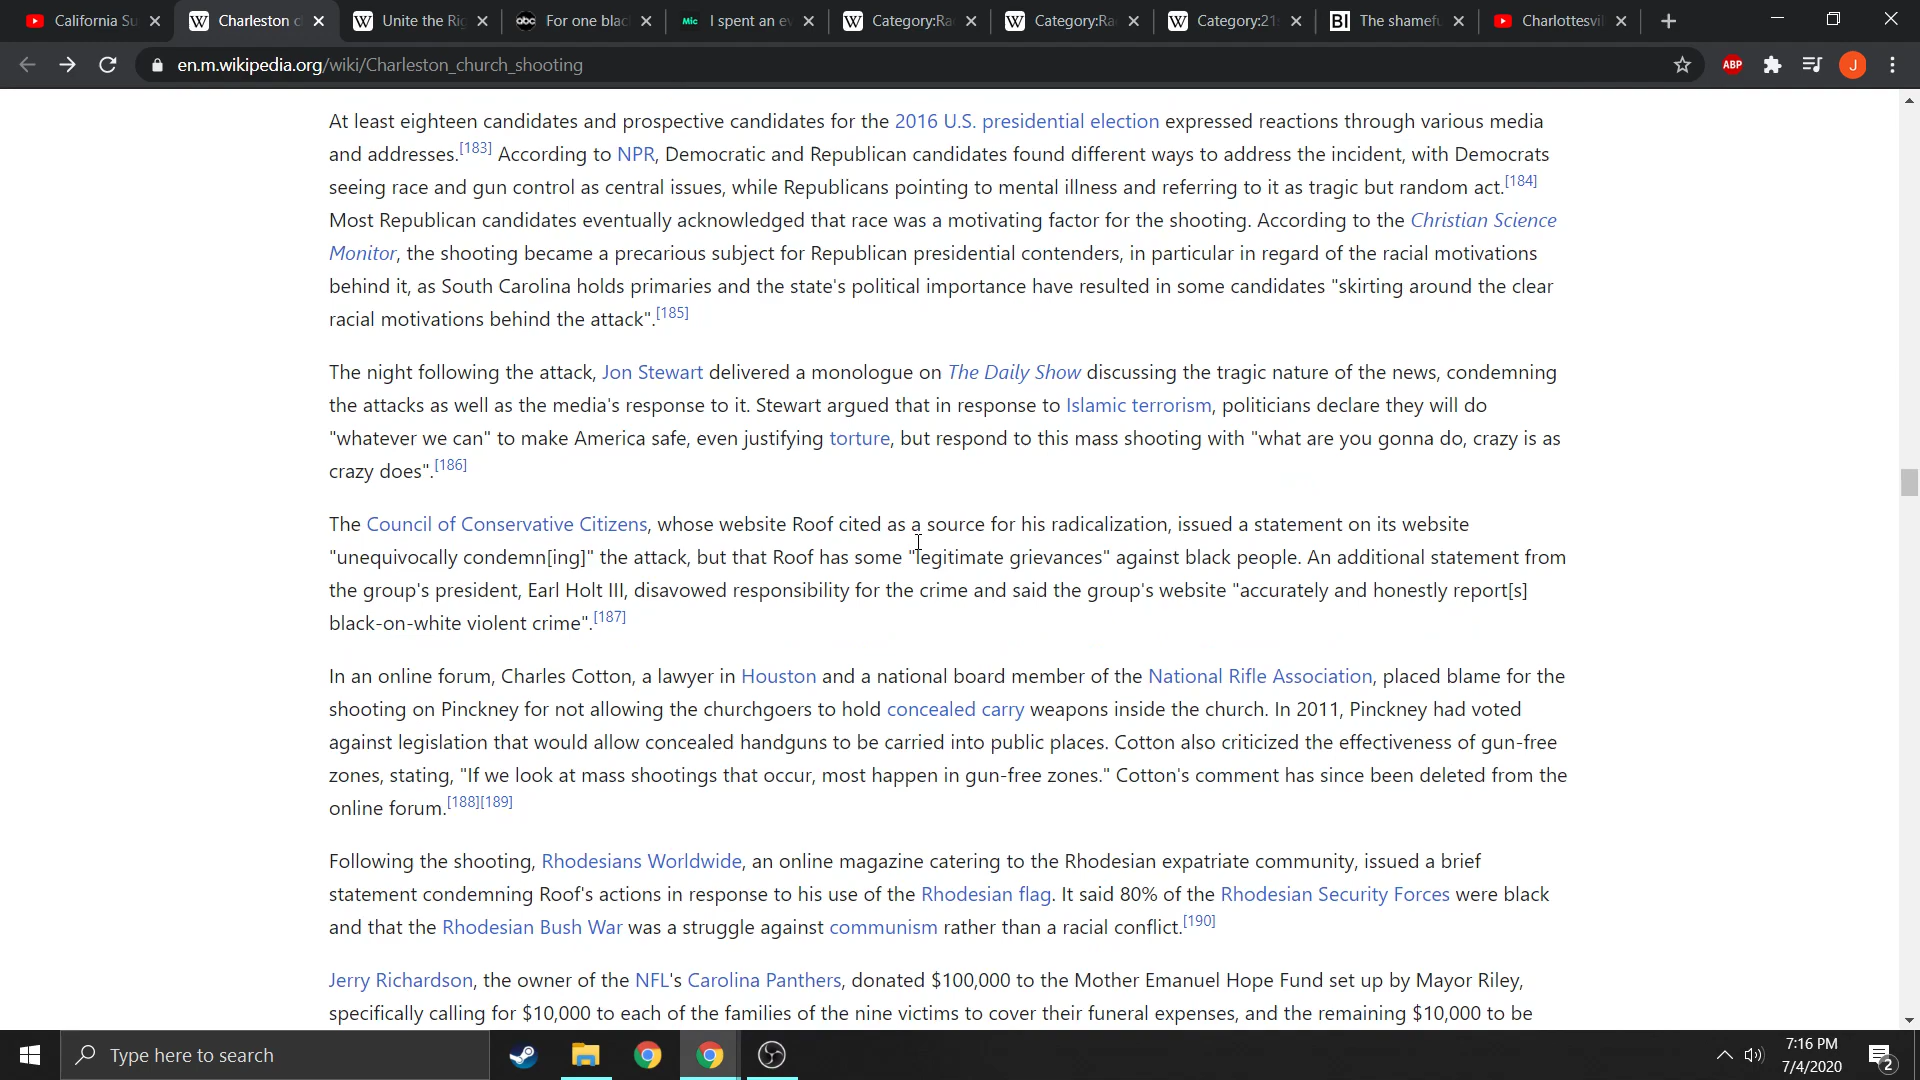 California Su
Charleston c
Unite the Rig
For one blac
Mic I spent an ev
Category:Ra
Category:Ra
Category:21s
BI The shamefu
Charlottesvil
en.m.wikipedia.org/wiki/Charleston_church_shooting
ABP
J
At least eighteen candidates and prospective candidates for the 2016 U.S. presidential election expressed reactions through various media
and addresses.[183] According to NPR, Democratic and Republican candidates found different ways to address the incident, with Democrats
seeing race and gun control as central issues, while Republicans pointing to mental illness and referring to it as tragic but random act.[184]
Most Republican candidates eventually acknowledged that race was a motivating factor for the shooting. According to the Christian Science
Monitor, the shooting became a precarious subject for Republican presidential contenders, in particular in regard of the racial motivations
behind it, as South Carolina holds primaries and the state's political importance have resulted in some candidates "skirting around the clear
racial motivations behind the attack".[185]
The night following the attack, Jon Stewart delivered a monologue on The Daily Show discussing the tragic nature of the news, condemning
the attacks as well as the media's response to it. Stewart argued that in response to Islamic terrorism, politicians declare they will do
"whatever we can" to make America safe, even justifying torture, but respond to this mass shooting with "what are you gonna do, crazy is as
crazy does".[186]
The Council of Conservative Citizens, whose website Roof cited as a source for his radicalization, issued a statement on its website
"unequivocally condemn[ing]" the attack, but that Roof has some "legitimate grievances" against black people. An additional statement from
the group's president, Earl Holt III, disavowed responsibility for the crime and said the group's website "accurately and honestly report[s]
black-on-white violent crime".[187]
In an online forum, Charles Cotton, a lawyer in Houston and a national board member of the National Rifle Association, placed blame for the
shooting on Pinckney for not allowing the churchgoers to hold concealed carry weapons inside the church. In 2011, Pinckney had voted
against legislation that would allow concealed handguns to be carried into public places. Cotton also criticized the effectiveness of gun-free
zones, stating, "If we look at mass shootings that occur, most happen in gun-free zones." Cotton's comment has since been deleted from the
online forum.[188][189]
Following the shooting, Rhodesians Worldwide, an online magazine catering to the Rhodesian expatriate community, issued a brief
statement condemning Roof's actions in response to his use of the Rhodesian flag. It said 80% of the Rhodesian Security Forces were black
and that the Rhodesian Bush War was a struggle against communism rather than a racial conflict.[190]
Jerry Richardson, the owner of the NFL's Carolina Panthers, donated $100,000 to the Mother Emanuel Hope Fund set up by Mayor Riley,
specifically calling for $10,000 to each of the families of the nine victims to cover their funeral expenses, and the remaining $10,000 to be
Type here to search
7:16 PM
7/4/2020
2